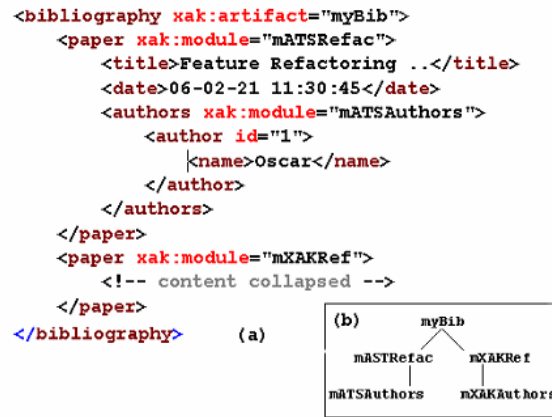 <bibliography xak:artifact="myBib">
<paper xak:module="mATSRefac">
<title>Feature Refactoring ..</title>
<date>06-02-21 11:30:45</date>
<authors xak:module="mATSAuthors">
<author id="1">
<name>Oscar</name>
</author>
</authors>
</paper>
<paper xak:module="mXAKRef">
<!-- content collapsed -->
</paper>
</bibliography> (a)
(b) myBib
mASTRefac mXAKRef
mATSAuthors mXAKAuthors